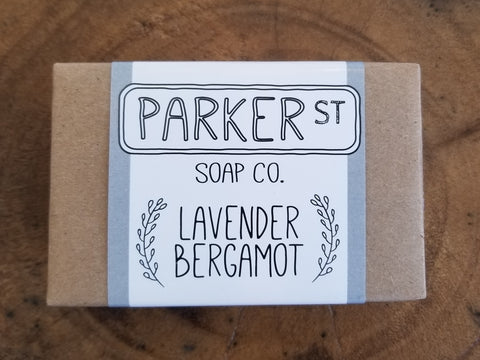 PARKER ST
SOAP CO.
LAVENDER
BERGAMOT